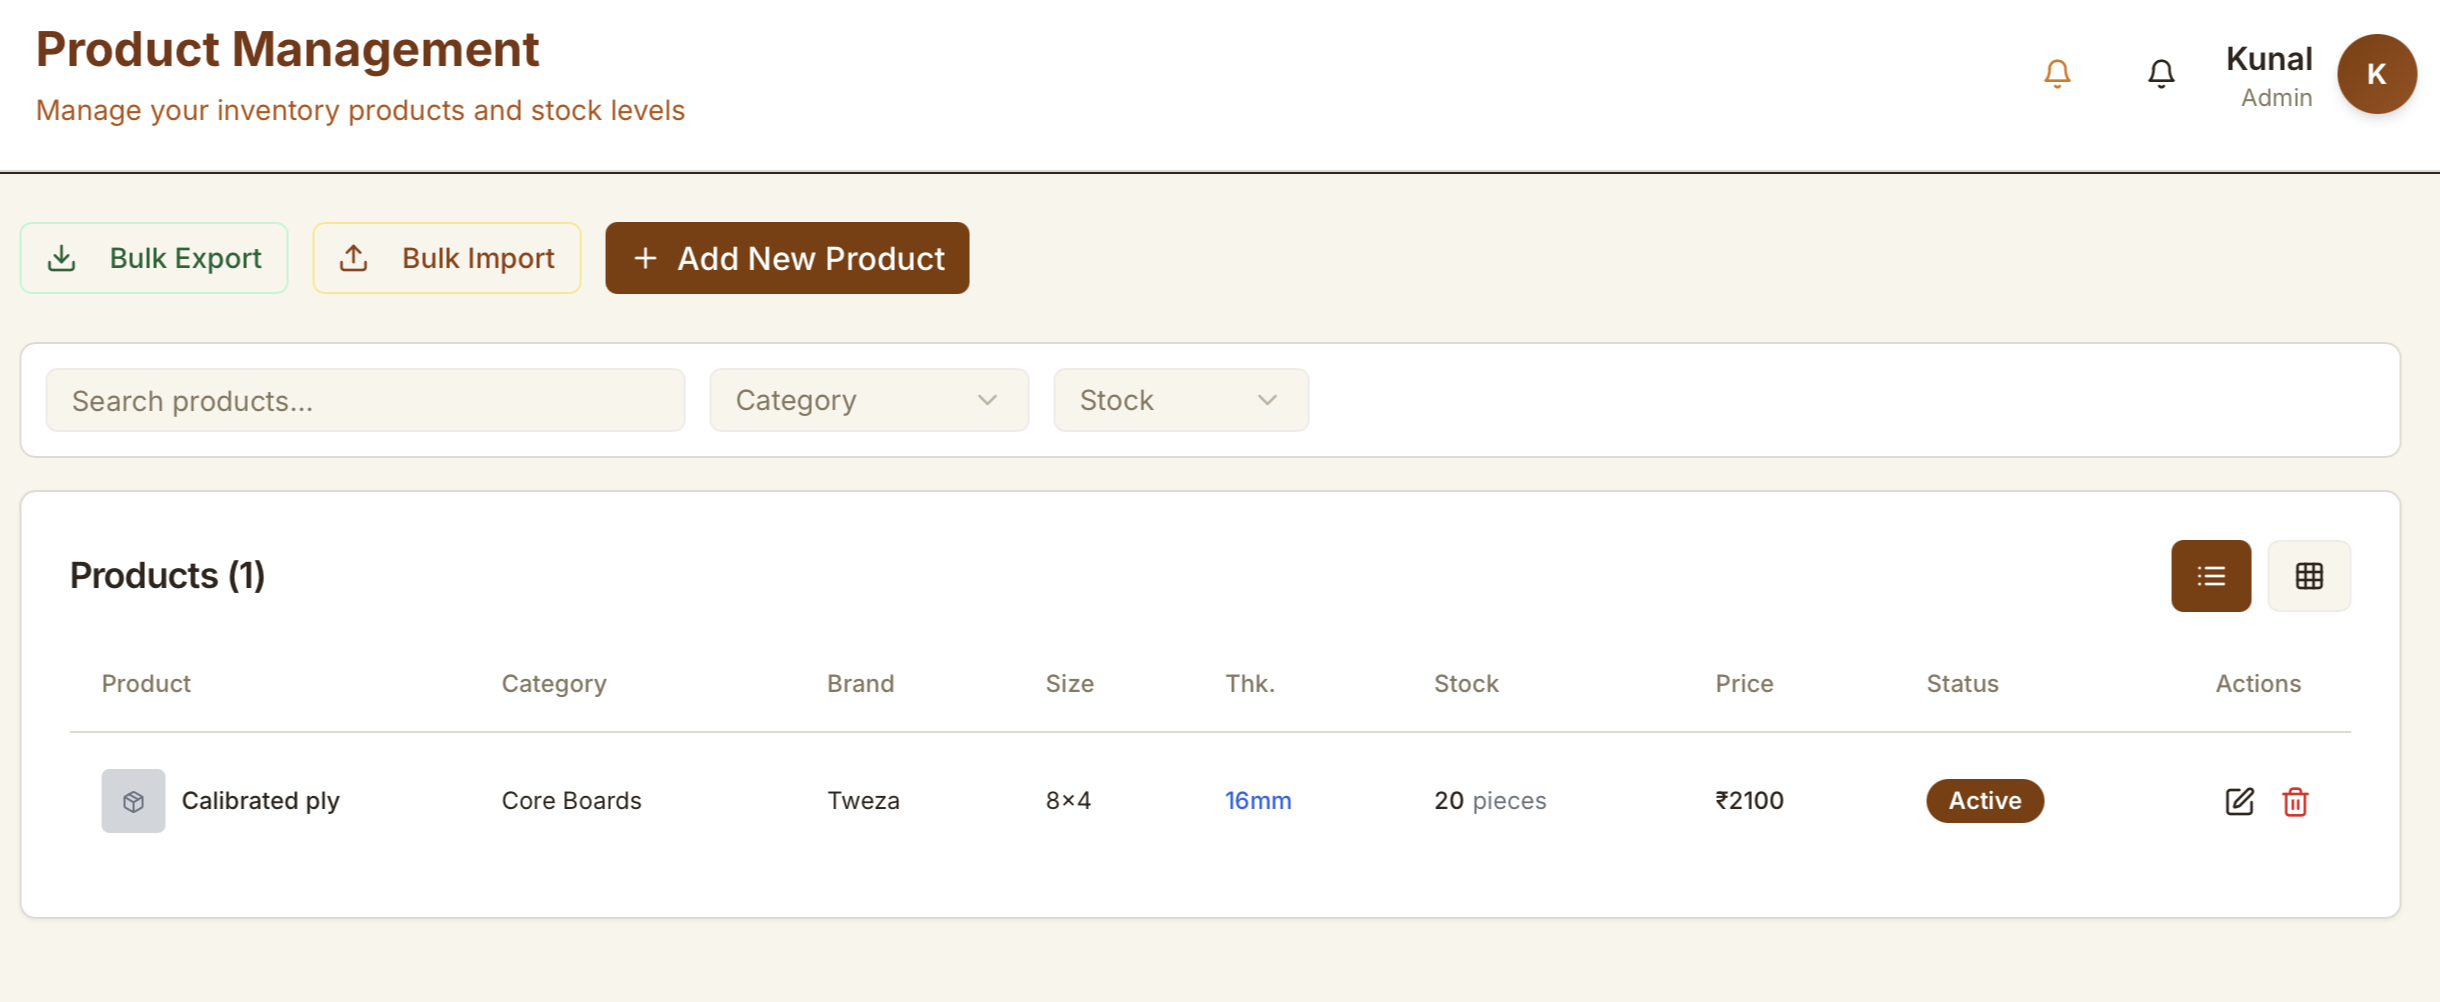 Product Management
Manage your inventory products and stock levels
Kunal
Admin
K
Bulk Export
Bulk Import
+ Add New Product
Search products...
Category
Stock
Products (1)
Product Category Brand Size Thk. Stock Price Status Actions
Calibrated ply Core Boards Tweza 8×4 16mm 20 pieces ₹2100 Active